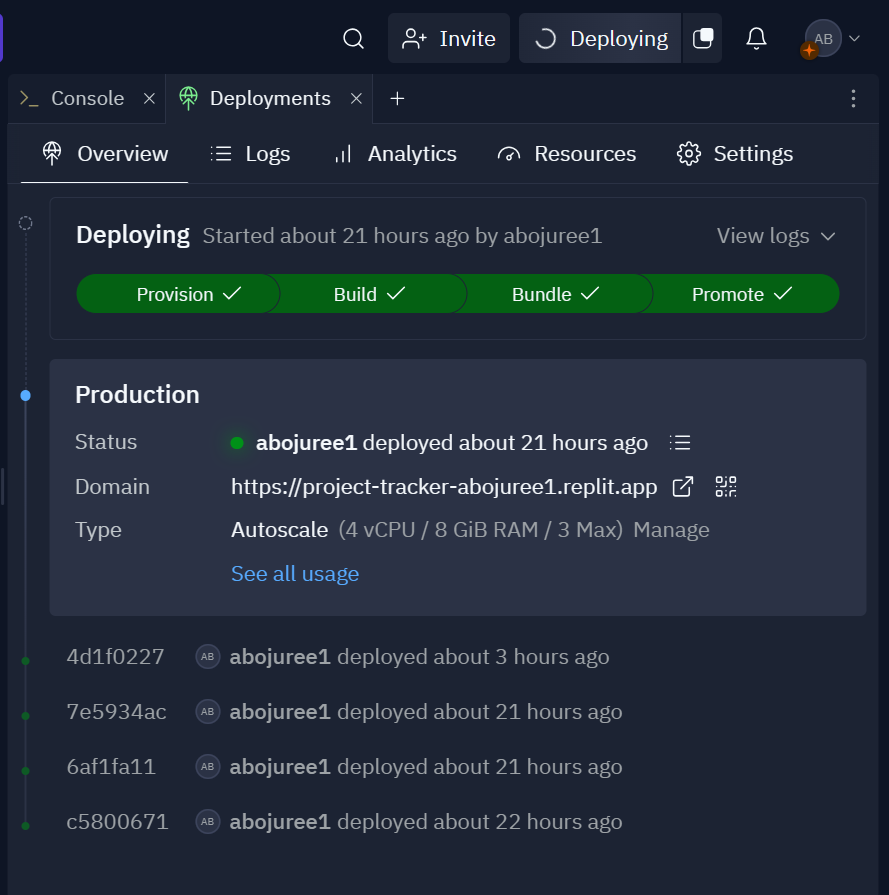 Invite Deploying AB
Console Deployments
Overview Logs Analytics Resources Settings
Deploying Started about 21 hours ago by abojuree1 View logs
Provision Build Bundle Promote
Production
Status abojuree1 deployed about 21 hours ago
Domain https://project-tracker-abojuree1.replit.app
Type Autoscale (4 vCPU / 8 GiB RAM / 3 Max) Manage
See all usage
4d1f0227 AB abojuree1 deployed about 3 hours ago
7e5934ac AB abojuree1 deployed about 21 hours ago
6af1fa11 AB abojuree1 deployed about 21 hours ago
c5800671 AB abojuree1 deployed about 22 hours ago